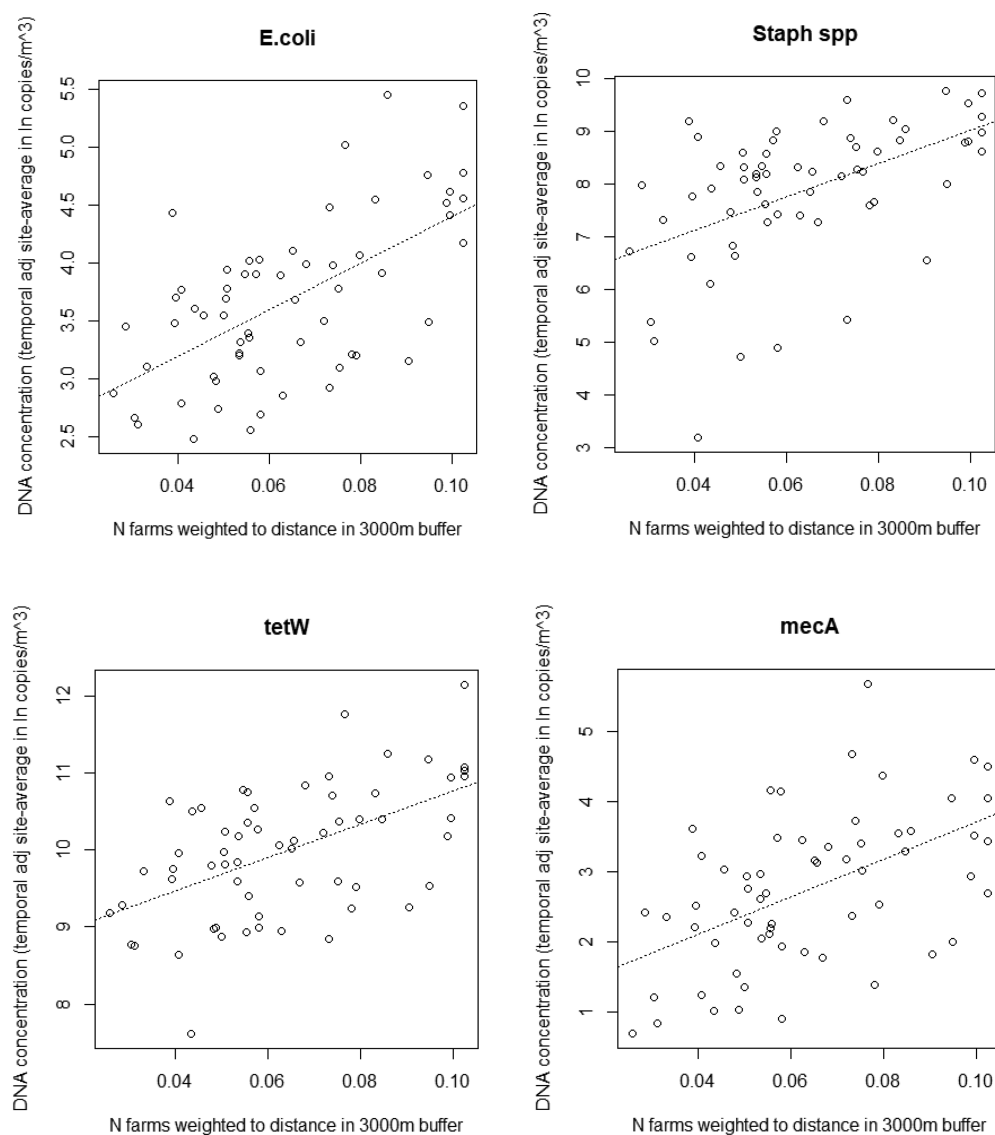 E.coli
DNA concentration (temporal adj site-average in ln copies/m^3)
5.5
5.0
4.5
4.0
3.5
3.0
2.5
0.04 0.06 0.08 0.10
N farms weighted to distance in 3000m buffer
Staph spp
DNA concentration (temporal adj site-average in ln copies/m^3)
10
9
8
7
6
5
4
3
0.04 0.06 0.08 0.10
N farms weighted to distance in 3000m buffer
tetW
DNA concentration (temporal adj site-average in ln copies/m^3)
12
11
10
9
8
0.04 0.06 0.08 0.10
N farms weighted to distance in 3000m buffer
mecA
DNA concentration (temporal adj site-average in ln copies/m^3)
5
4
3
2
1
0.04 0.06 0.08 0.10
N farms weighted to distance in 3000m buffer